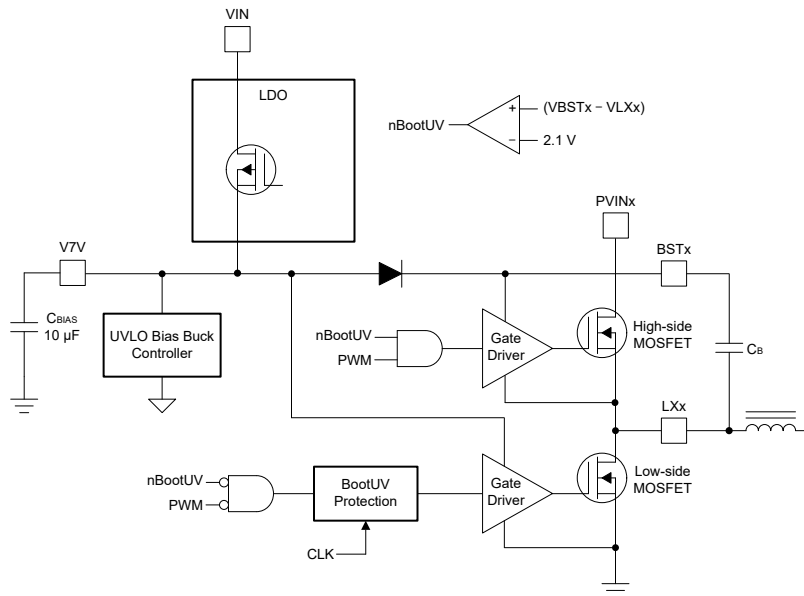 VIN
LDO
nBootUV
(VBSTx – VLXx)
+
–
2.1 V
PVINx
V7V
BSTx
CBIAS
10 µF
UVLO Bias Buck
Controller
nBootUV
PWM
Gate
Driver
High-side
MOSFET
CB
LXx
nBootUV
PWM
BootUV
Protection
Gate
Driver
Low-side
MOSFET
CLK